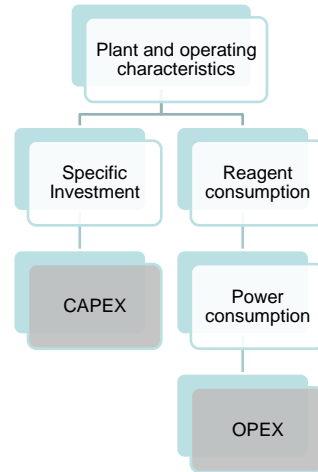 Plant and operating
characteristics
Specific
Investment
Reagent
consumption
CAPEX
Power
consumption
OPEX